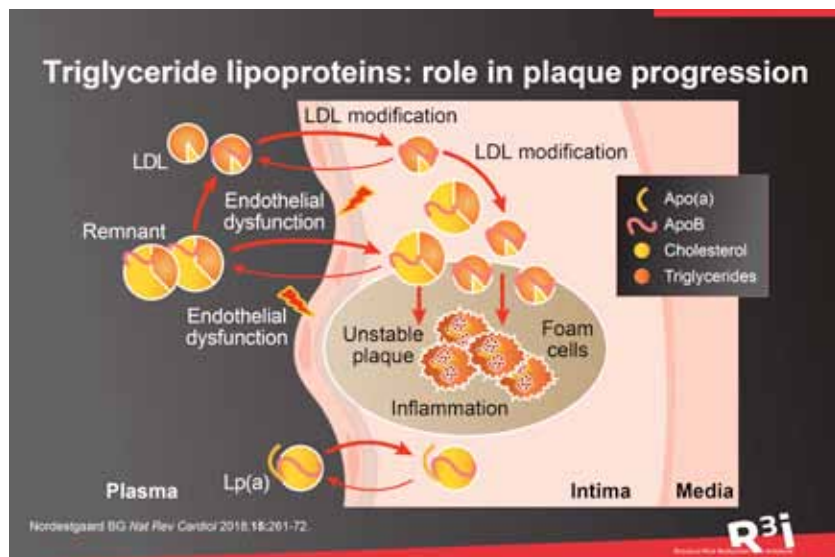 Triglyceride lipoproteins: role in plaque progression
LDL modification
LDL
LDL modification
Endothelial
dysfunction
Remnant
Apo(a)
ApoB
Cholesterol
Triglycerides
Endothelial
dysfunction
Unstable
plaque
Foam
cells
Inflammation
Lp(a)
Plasma
Intima
Media
Nordestgaard BG Nat Rev Cardiol 2018:15:261-72.
R3i